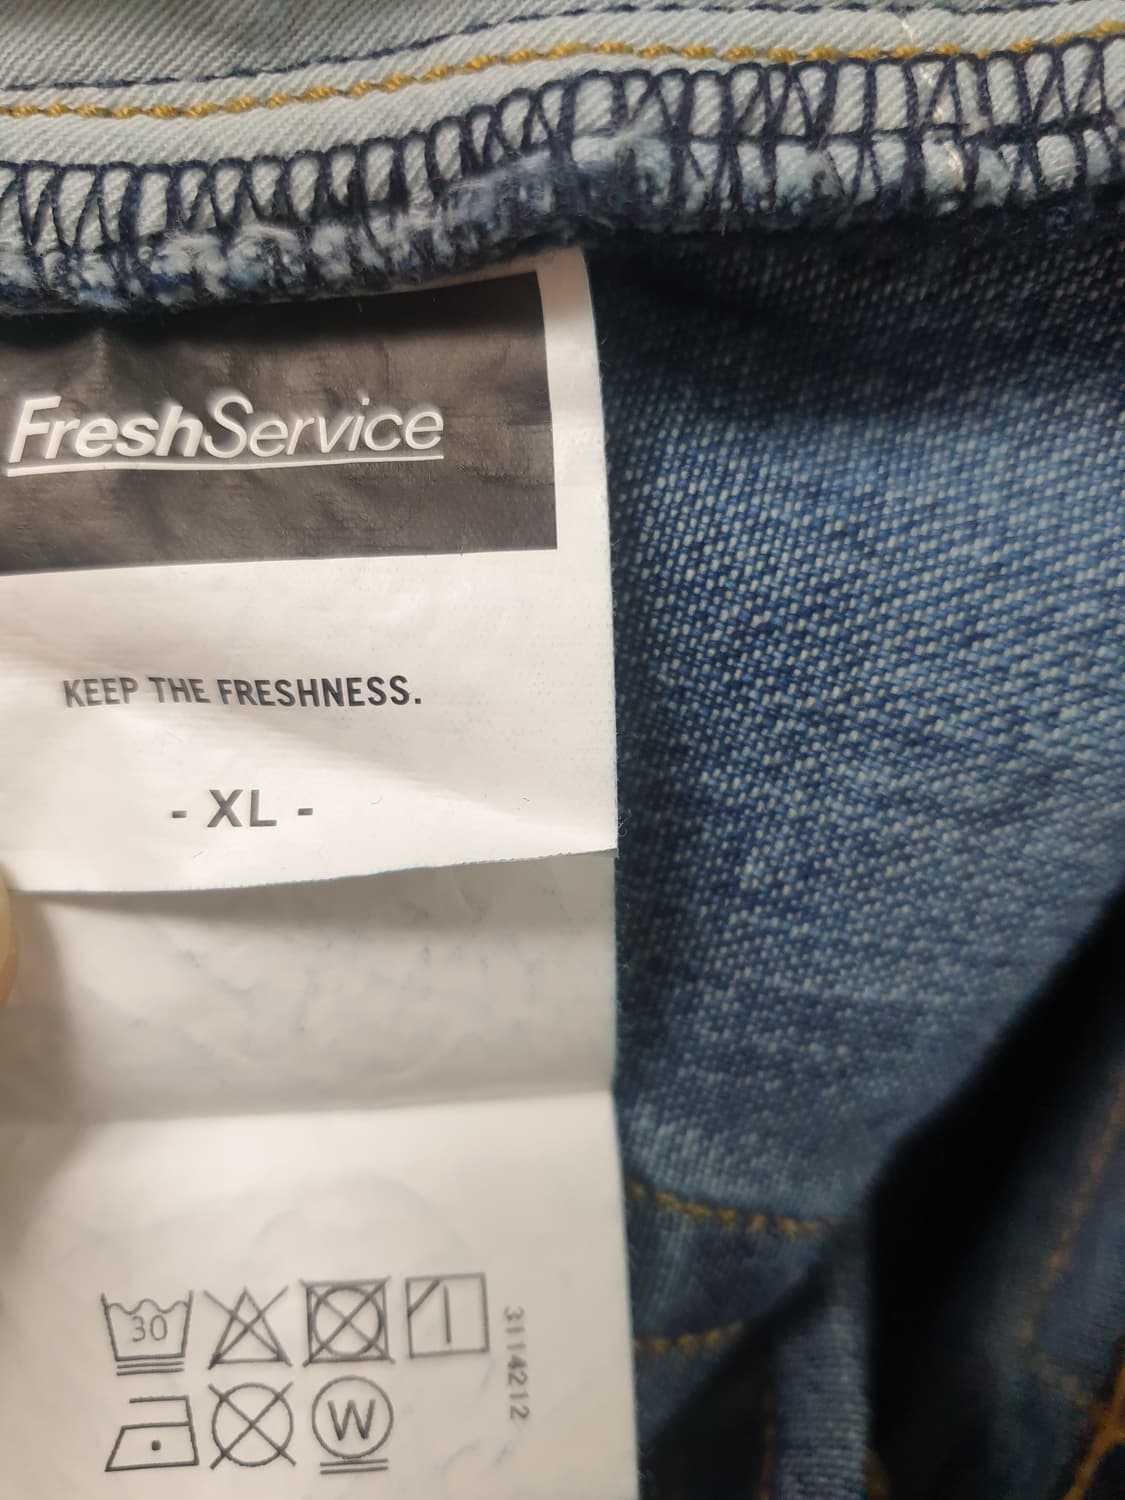 FreshService
KEEP THE FRESHNESS.
- XL -
30
3114212
W